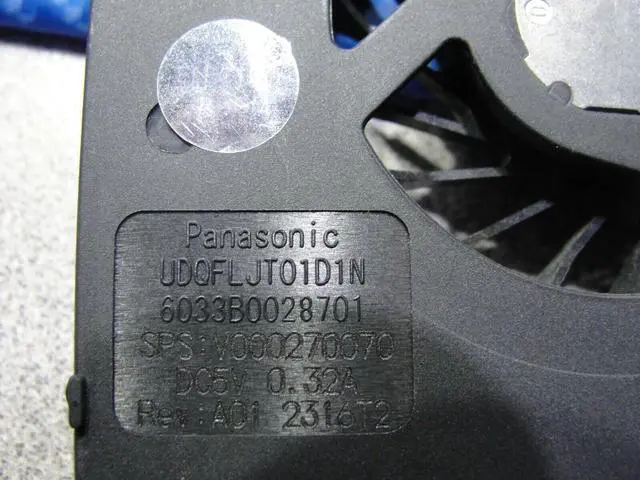 Panasonic
UDQFLJT01D1N
6033B0028701
SPS:V000270070
DC5V 0.32A
Rev:A01 2316T2